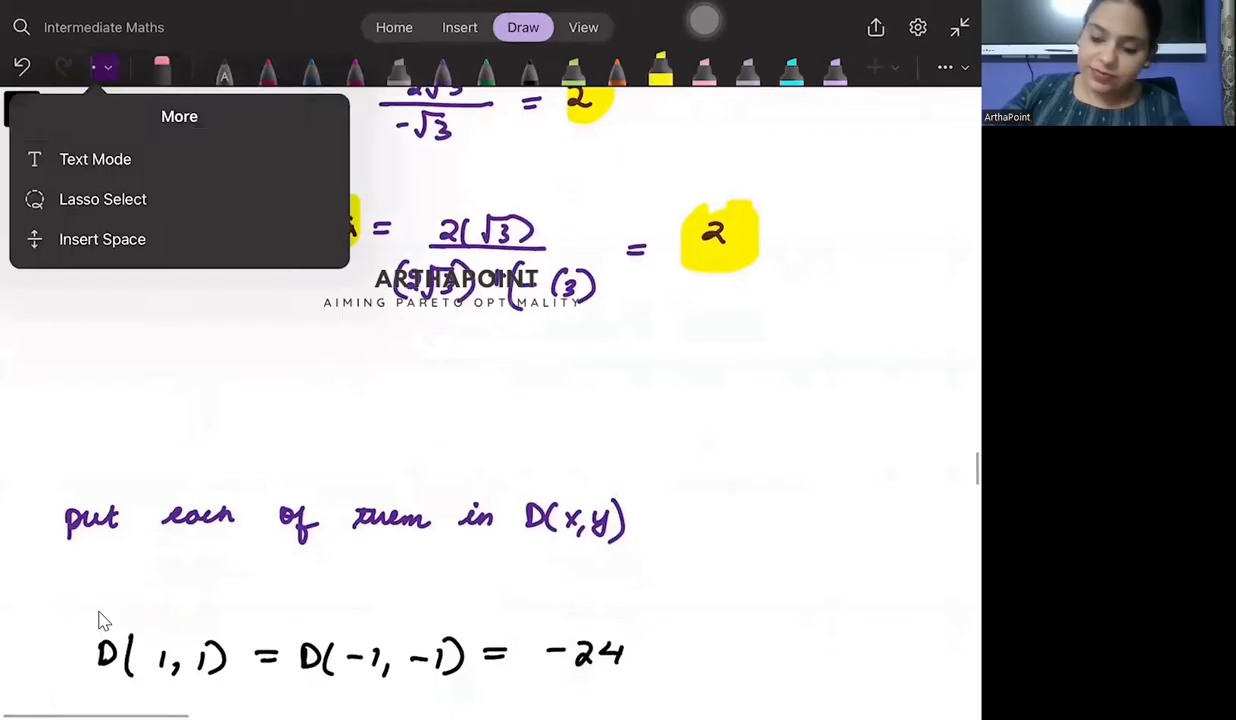 Intermediate Maths
Home Insert Draw View
More
Text Mode
Lasso Select
Insert Space
ArthaPoint
-√3
= 2
= 2(√3)
= 2
ARTHAPOINT
AIMING PARETO OPTIMALITY
put each of them in D(x,y)
D( 1, 1) = D( -1, -1) = -24